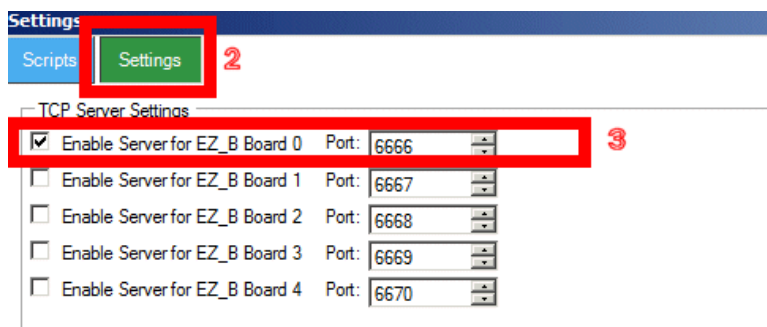 Settings
Scripts Settings 2
TCP Server Settings
Enable Server for EZ_B Board 0 Port: 6666 3
Enable Server for EZ_B Board 1 Port: 6667
Enable Server for EZ_B Board 2 Port: 6668
Enable Server for EZ_B Board 3 Port: 6669
Enable Server for EZ_B Board 4 Port: 6670